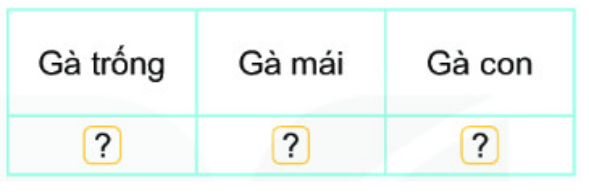 Gà trống Gà mái Gà con
? ? ?